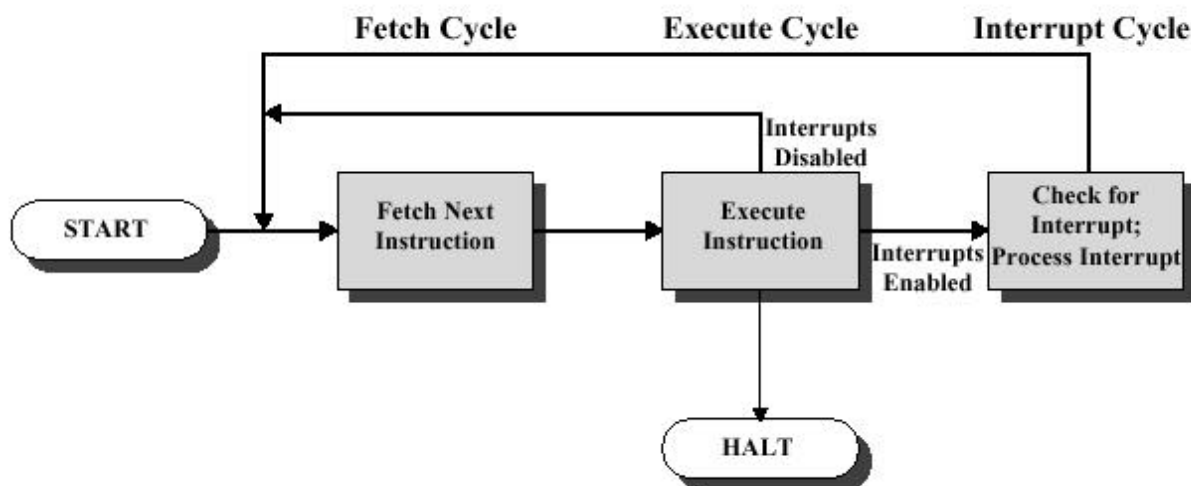 Fetch Cycle
Execute Cycle
Interrupt Cycle
Interrupts
Disabled
START
Fetch Next
Instruction
Execute
Instruction
Interrupts
Enabled
Check for
Interrupt;
Process Interrupt
HALT